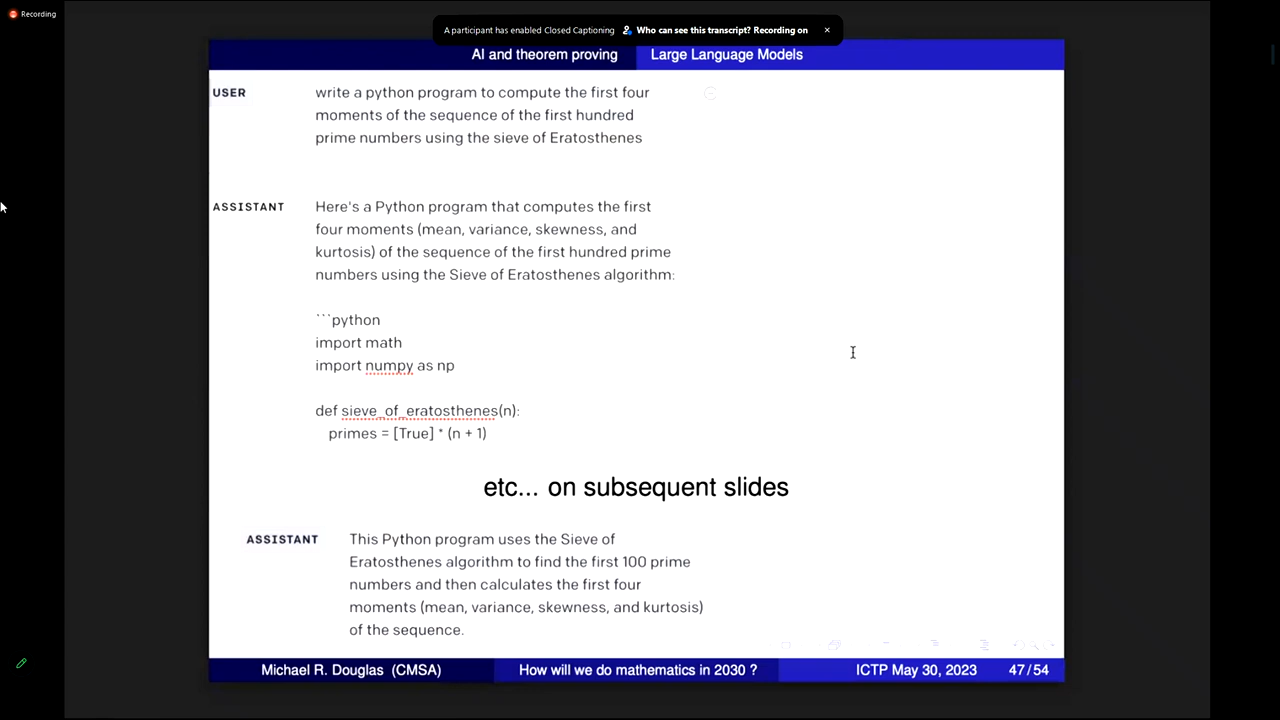 Recording
A participant has enabled Closed Captioning Who can see this transcript? Recording on ×
AI and theorem proving Large Language Models
USER write a python program to compute the first four
moments of the sequence of the first hundred
prime numbers using the sieve of Eratosthenes
ASSISTANT Here's a Python program that computes the first
four moments (mean, variance, skewness, and
kurtosis) of the sequence of the first hundred prime
numbers using the Sieve of Eratosthenes algorithm:
```python
import math
import numpy as np
def sieve_of_eratosthenes(n):
primes = [True] * (n + 1)
etc... on subsequent slides
ASSISTANT This Python program uses the Sieve of
Eratosthenes algorithm to find the first 100 prime
numbers and then calculates the first four
moments (mean, variance, skewness, and kurtosis)
of the sequence.
Michael R. Douglas (CMSA) How will we do mathematics in 2030 ? ICTP May 30, 2023 47/54